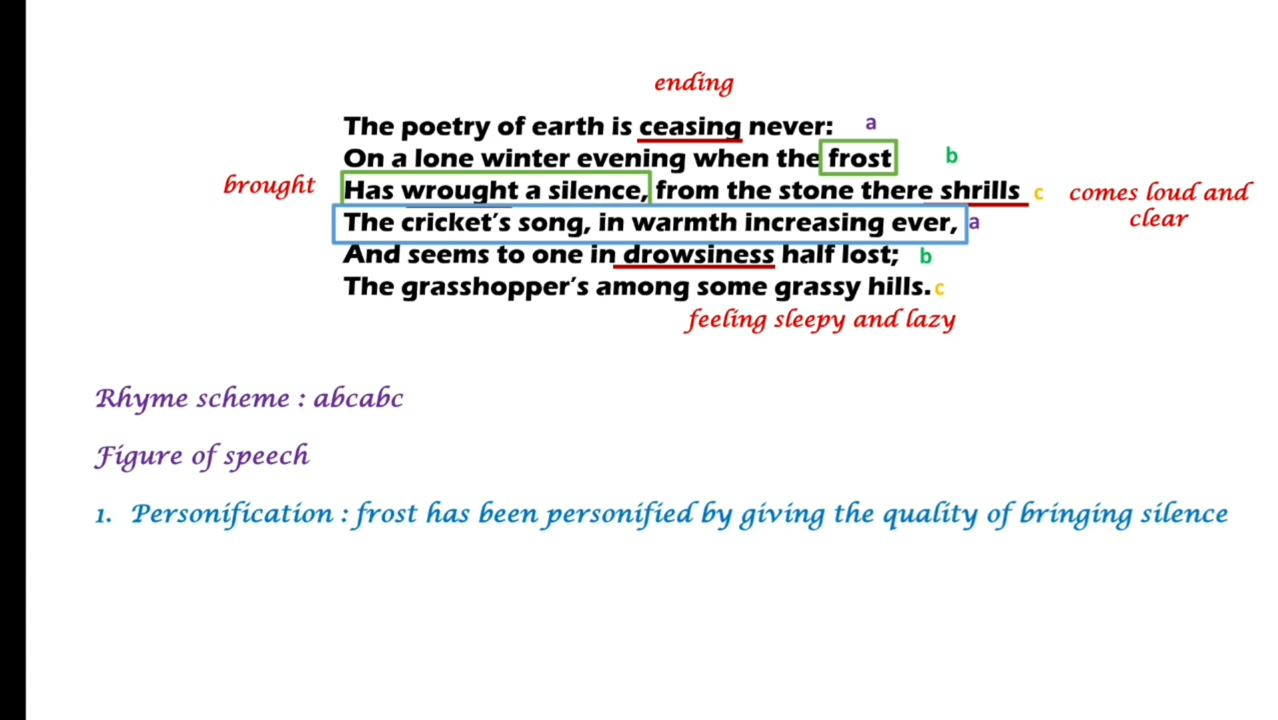 ending
The poetry of earth is ceasing never: a
On a lone winter evening when the frost b
brought Has wrought a silence, from the stone there shrills c comes loud and
clear
The cricket's song, in warmth increasing ever, a
And seems to one in drowsiness half lost; b
The grasshopper's among some grassy hills. c
feeling sleepy and lazy
Rhyme scheme : abcabc
Figure of speech
1. Personification : frost has been personified by giving the quality of bringing silence